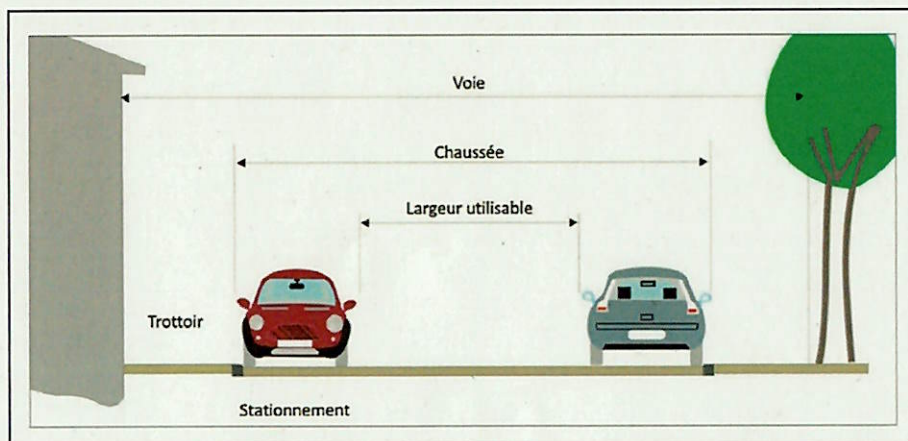 Voie
Chaussée
Largeur utilisable
Trottoir
Stationnement